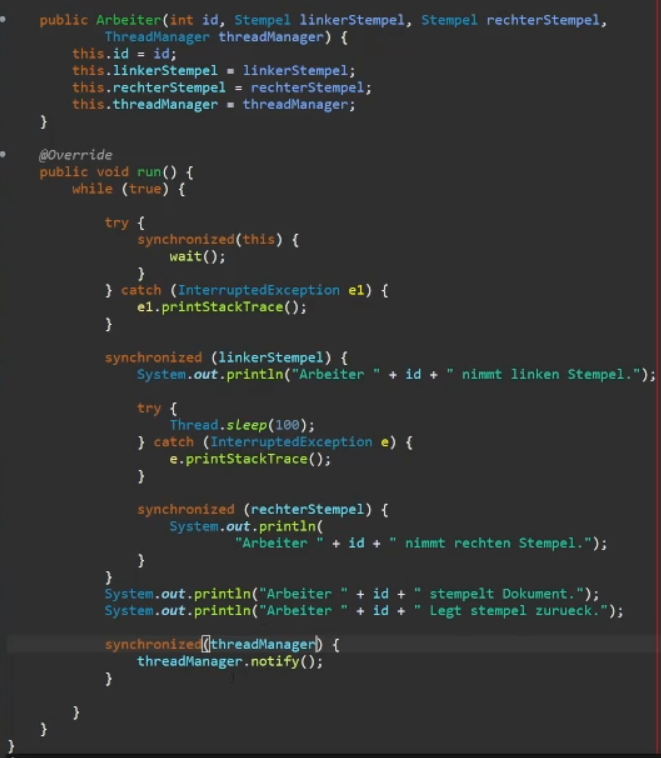 public Arbeiter(int id, Stempel linkerStempel, Stempel rechterStempel,
ThreadManager threadManager) {
this.id = id;
this.linkerStempel = linkerStempel;
this.rechterStempel = rechterStempel;
this.threadManager = threadManager;
}
@Override
public void run() {
while (true) {
try {
synchronized(this) {
wait();
}
} catch (InterruptedException e1) {
e1.printStackTrace();
}
synchronized (linkerStempel) {
System.out.println("Arbeiter " + id + " nimmt linken Stempel.");
try {
Thread.sleep(100);
} catch (InterruptedException e) {
e.printStackTrace();
}
synchronized (rechterStempel) {
System.out.println(
"Arbeiter " + id + " nimmt rechten Stempel.");
}
}
System.out.println("Arbeiter " + id + " stempelt Dokument.");
System.out.println("Arbeiter " + id + " Legt stempel zurueck.");
synchronized(threadManager) {
threadManager.notify();
}
}
}
}